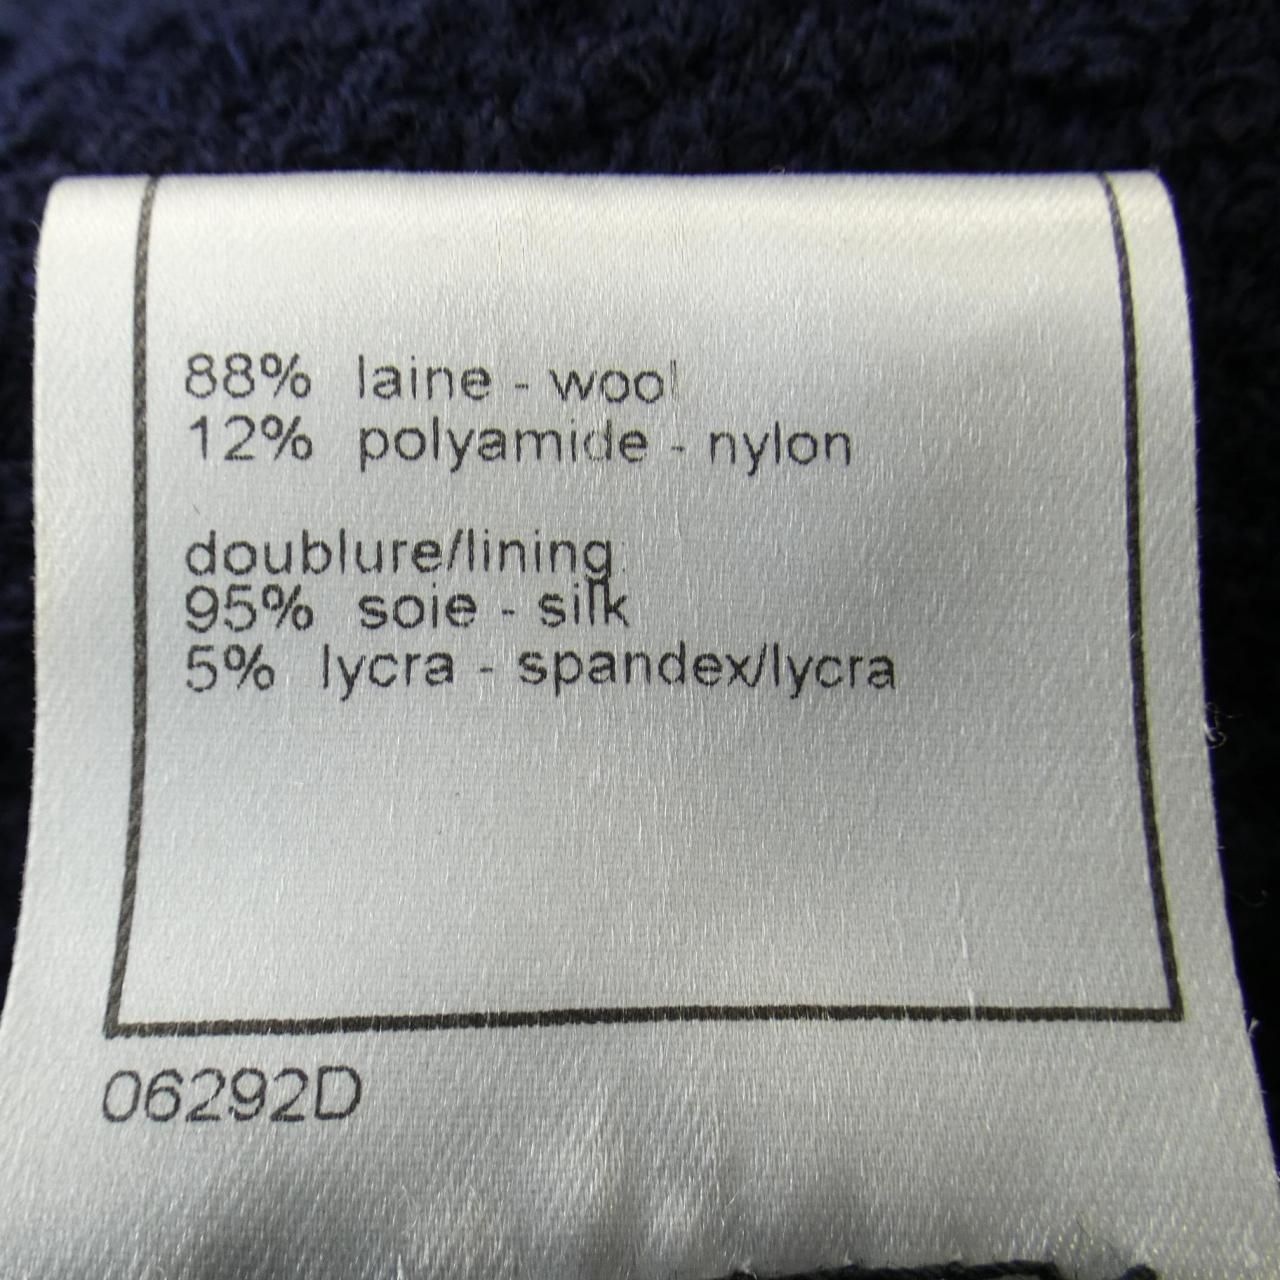 88% laine - wool
12% polyamide - nylon
doublure/lining
95% soie - silk
5% lycra - spandex/lycra
06292D